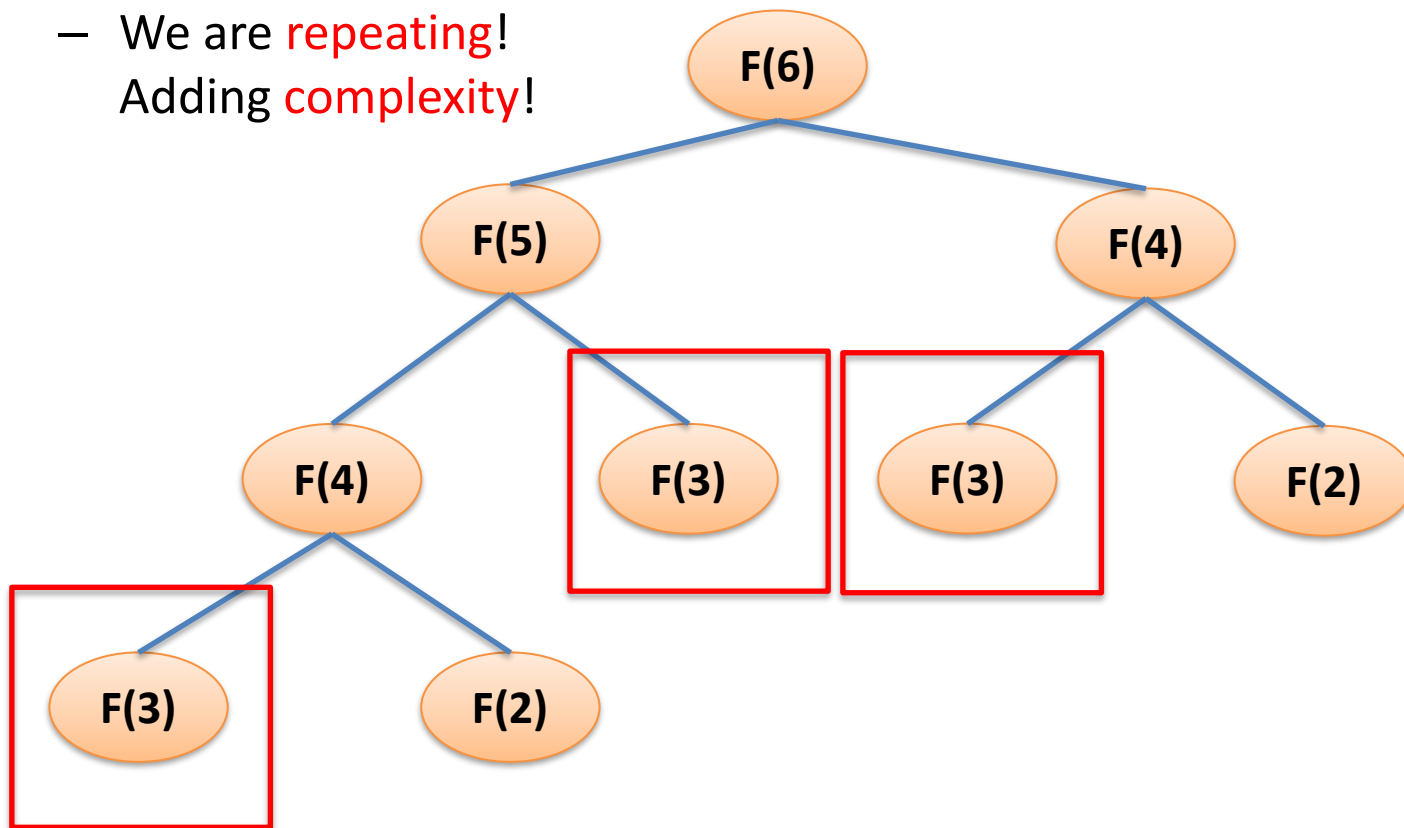 – We are repeating!
Adding complexity!
F(6)
F(5)
F(4)
F(4)
F(3)
F(3)
F(2)
F(3)
F(2)